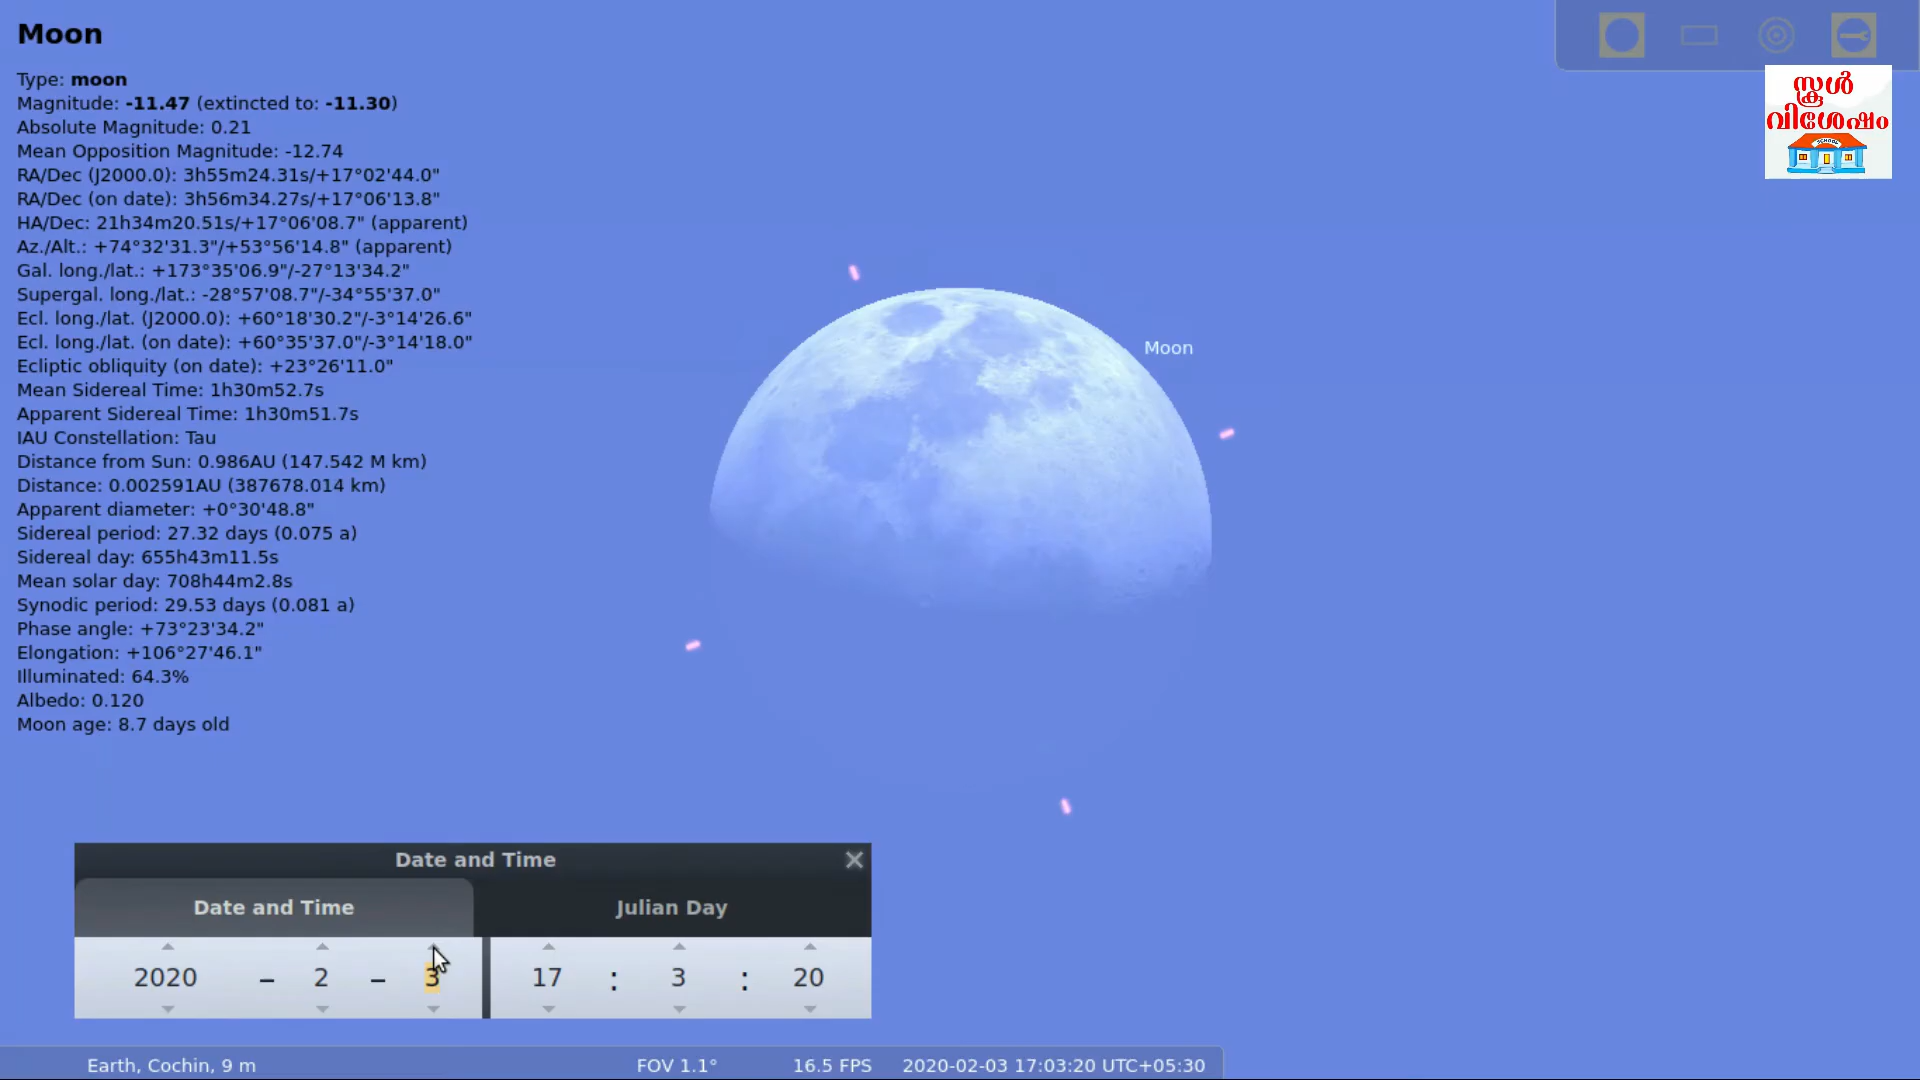 Moon
Type: moon
Magnitude: -11.47 (extincted to: -11.30)
Absolute Magnitude: 0.21
Mean Opposition Magnitude: -12.74
RA/Dec (J2000.0): 3h55m24.31s/+17°02'44.0"
RA/Dec (on date): 3h56m34.27s/+17°06'13.8"
HA/Dec: 21h34m20.51s/+17°06'08.7" (apparent)
Az./Alt.: +74°32'31.3"/+53°56'14.8" (apparent)
Gal. long./lat.: +173°35'06.9"/-27°13'34.2"
Supergal. long./lat.: -28°57'08.7"/-34°55'37.0"
Ecl. long./lat. (J2000.0): +60°18'30.2"/-3°14'26.6"
Ecl. long./lat. (on date): +60°35'37.0"/-3°14'18.0"
Ecliptic obliquity (on date): +23°26'11.0"
Mean Sidereal Time: 1h30m52.7s
Apparent Sidereal Time: 1h30m51.7s
IAU Constellation: Tau
Distance from Sun: 0.986AU (147.542 M km)
Distance: 0.002591AU (387678.014 km)
Apparent diameter: +0°30'48.8"
Sidereal period: 27.32 days (0.075 a)
Sidereal day: 655h43m11.5s
Mean solar day: 708h44m2.8s
Synodic period: 29.53 days (0.081 a)
Phase angle: +73°23'34.2"
Elongation: +106°27'46.1"
Illuminated: 64.3%
Albedo: 0.120
Moon age: 8.7 days old
സ്കൂൾ
വിശേഷം
SCHOOL
Moon
Date and Time
Date and Time
Julian Day
2020 – 2 – 3 17 : 3 : 20
Earth, Cochin, 9 m
FOV 1.1°
16.5 FPS
2020-02-03 17:03:20 UTC+05:30